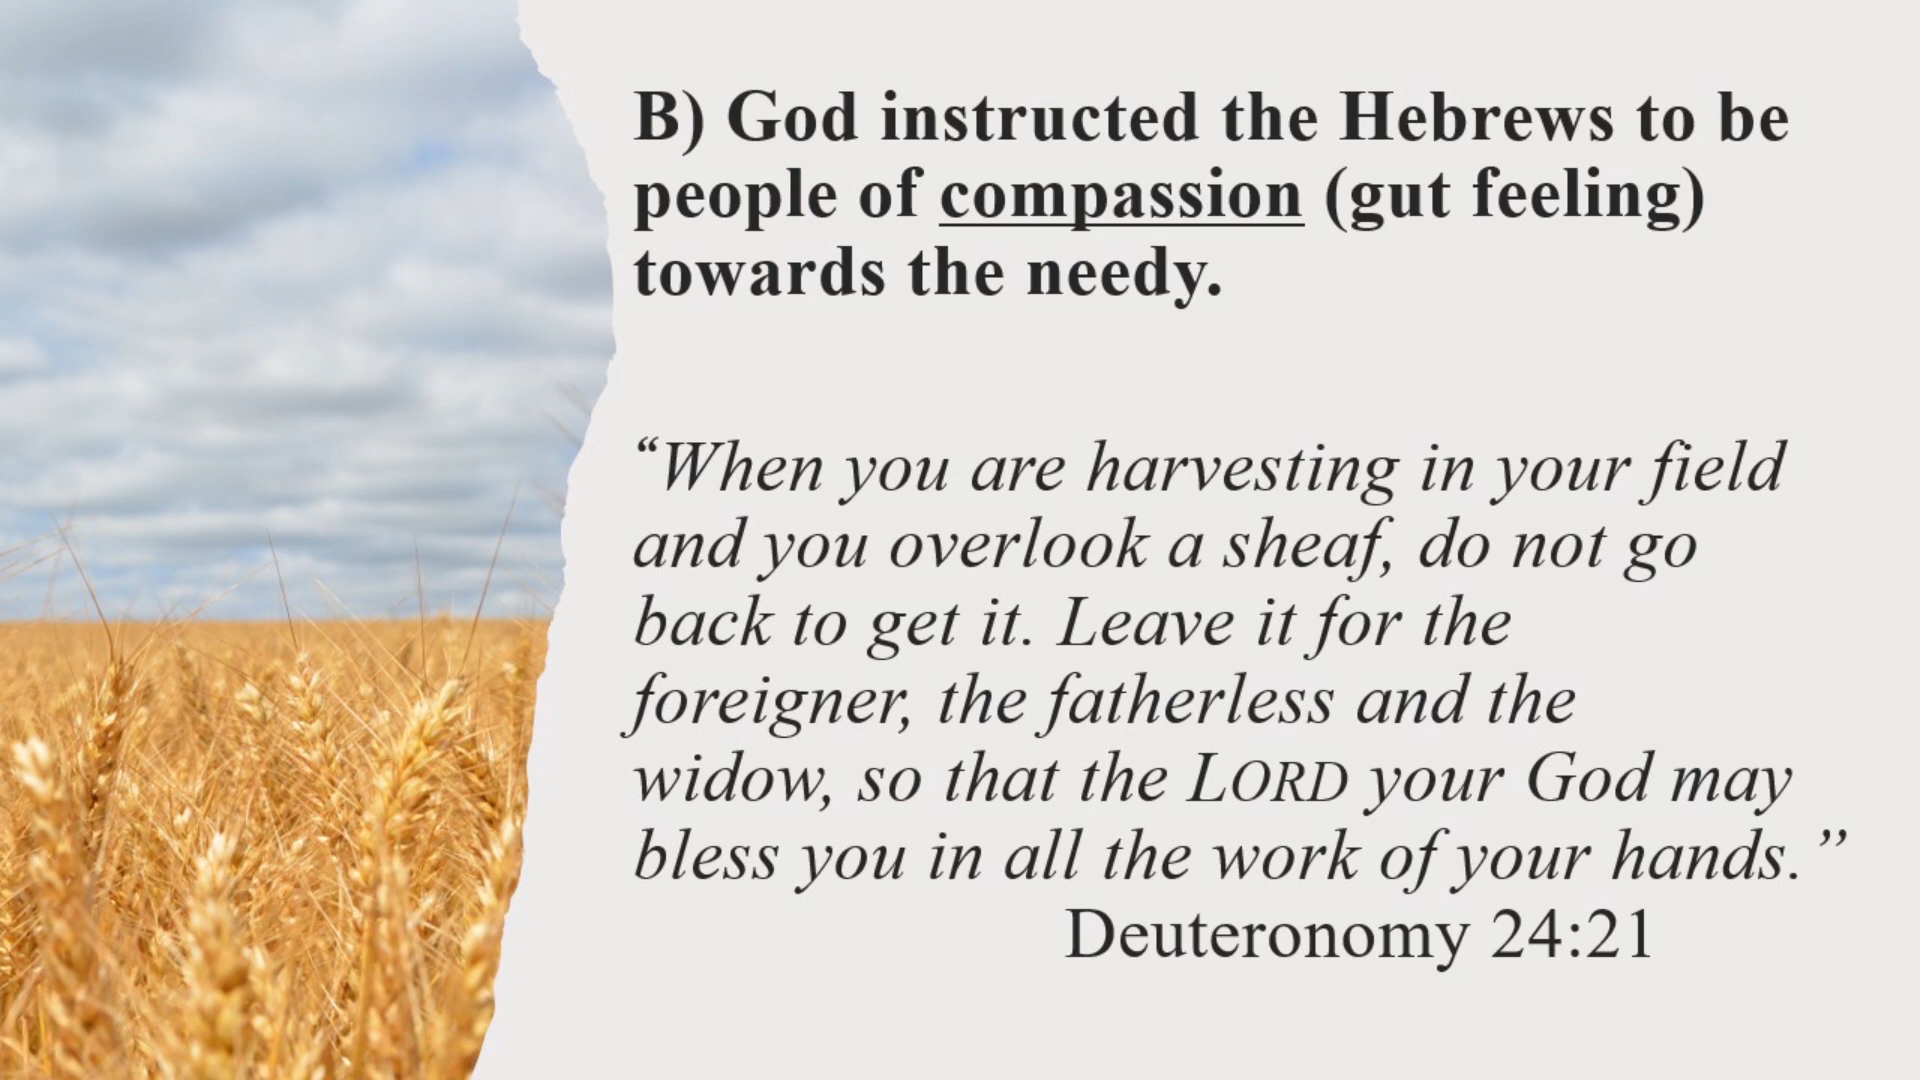 B) God instructed the Hebrews to be
people of compassion (gut feeling)
towards the needy.
“When you are harvesting in your field
and you overlook a sheaf, do not go
back to get it. Leave it for the
foreigner, the fatherless and the
widow, so that the LORD your God may
bless you in all the work of your hands.”
Deuteronomy 24:21